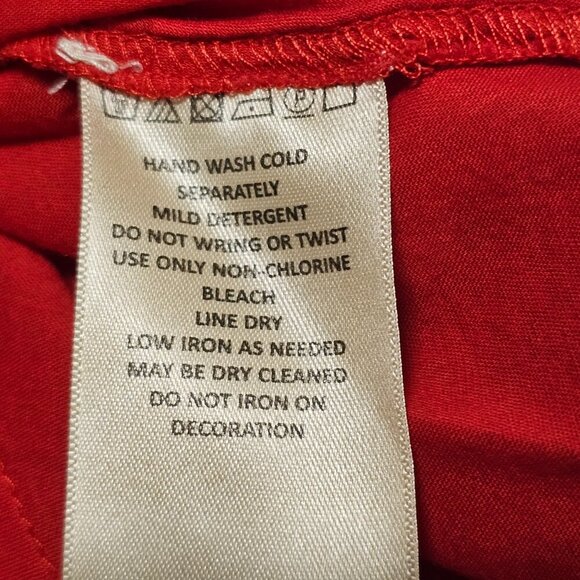 HAND WASH COLD
SEPARATELY
MILD DETERGENT
DO NOT WRING OR TWIST
USE ONLY NON-CHLORINE
BLEACH
LINE DRY
LOW IRON AS NEEDED
MAY BE DRY CLEANED
DO NOT IRON ON
DECORATION